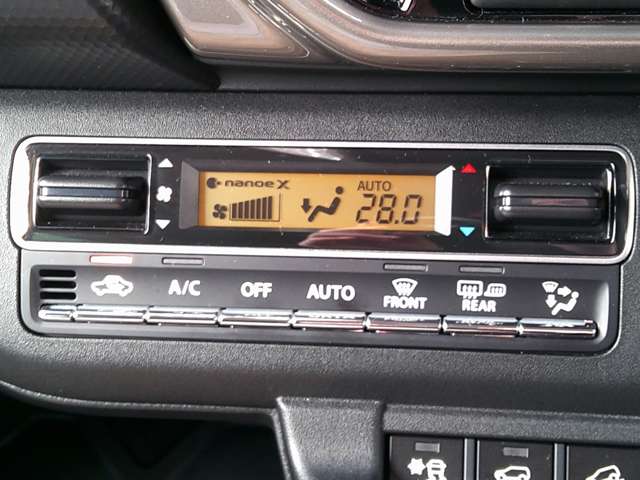 nanoe X
AUTO
28.0
A/C OFF AUTO FRONT REAR